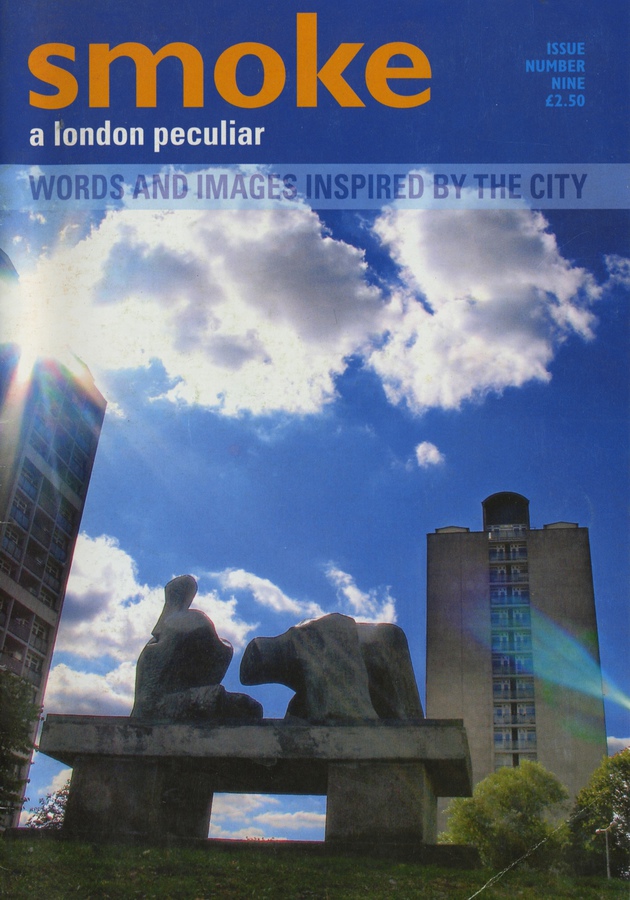 smoke
a london peculiar
ISSUE
NUMBER
NINE
£2.50
WORDS AND IMAGES INSPIRED BY THE CITY